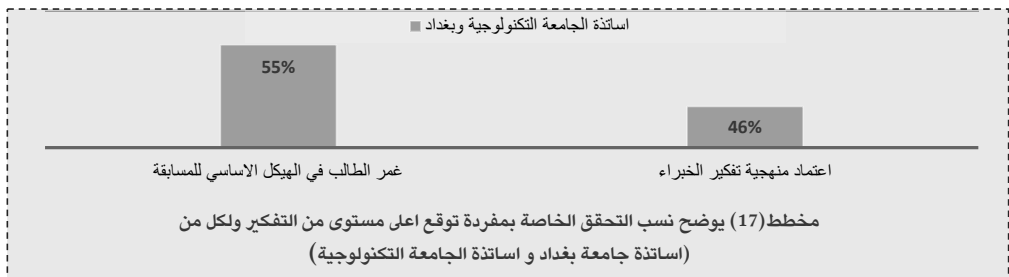 اساتذة الجامعة التكنولوجية وبغداد
55%
46%
غمر الطالب في الهيكل الاساسي للمسابقة
اعتماد منهجية تفكير الخبراء
مخطط(17) يوضح نسب التحقق الخاصة بمفردة توقع اعلى مستوى من التفكير ولكل من
(اساتذة جامعة بغداد و اساتذة الجامعة التكنولوجية)